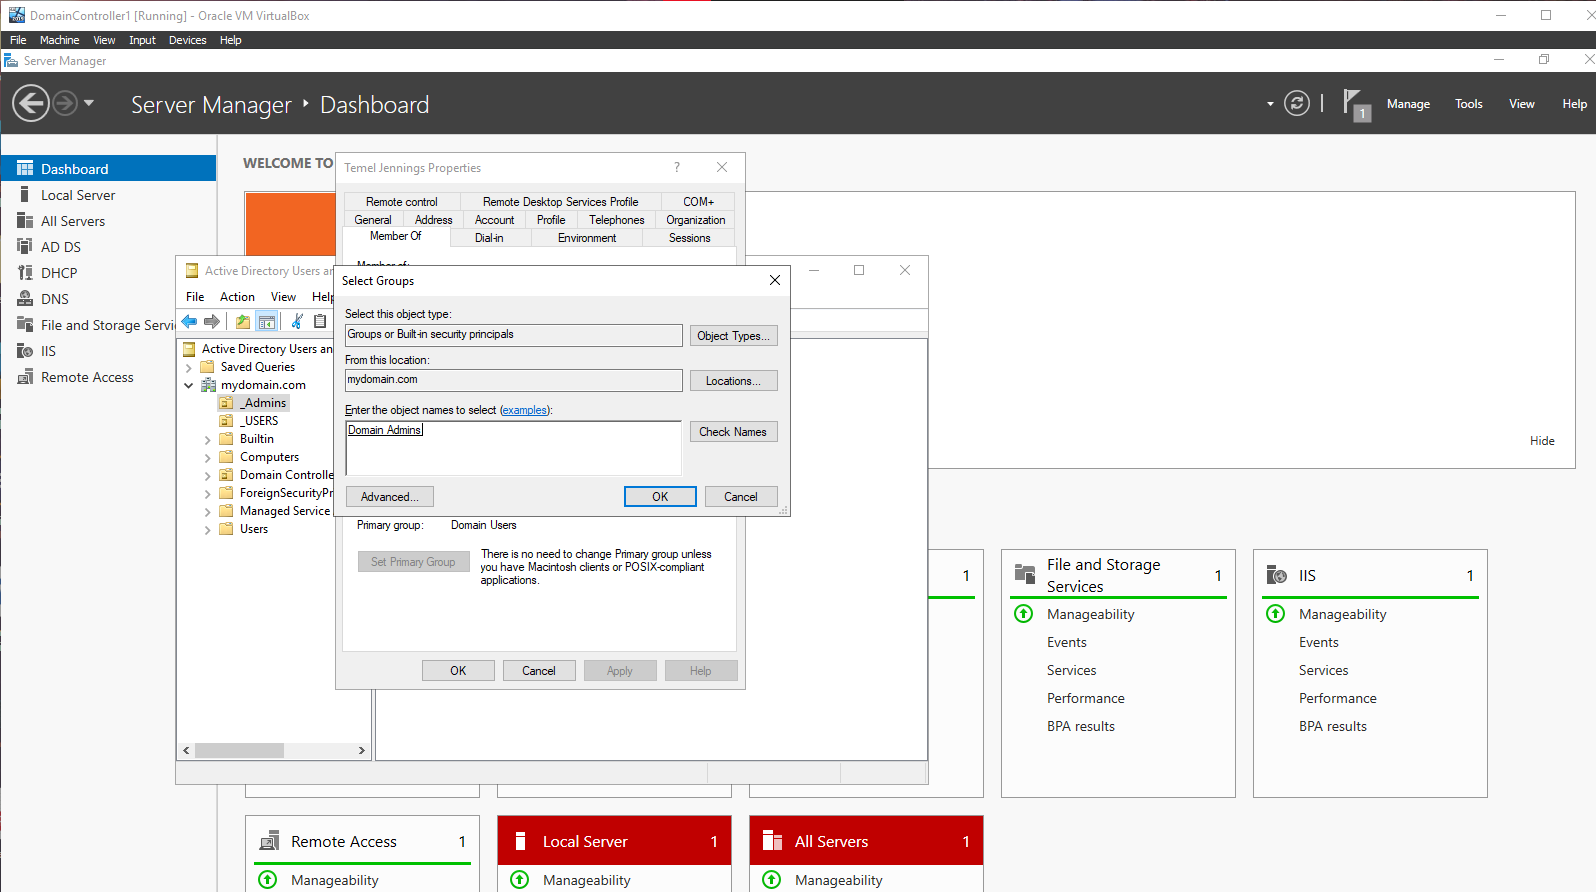 DomainController1 [Running] - Oracle VM VirtualBox
File Machine View Input Devices Help
Server Manager
Server Manager Dashboard
1 Manage Tools View Help
Dashboard
Local Server
All Servers
AD DS
DHCP
DNS
File and Storage Servi
IIS
Remote Access
WELCOME TO
Temel Jennings Properties ?
Remote control Remote Desktop Services Profile COM+
General Address Account Profile Telephones Organization
Member Of Dial-in Environment Sessions
Member of:
Active Directory Users an
File Action View Help
Active Directory Users an
Saved Queries
mydomain.com
_Admins
_USERS
Builtin
Computers
Domain Controlle
ForeignSecurityPr
Managed Service
Users
Select Groups
Select this object type:
Groups or Built-in security principals
Object Types...
From this location:
mydomain.com
Locations...
Enter the object names to select (examples):
Domain Admins
Check Names
Advanced...
OK Cancel
Primary group: Domain Users
Set Primary Group
There is no need to change Primary group unless
you have Macintosh clients or POSIX-compliant
applications.
OK Cancel Apply Help
Hide
1
File and Storage
Services 1
Manageability
Events
Services
Performance
BPA results
IIS 1
Manageability
Events
Services
Performance
BPA results
Remote Access 1
Manageability
Local Server 1
Manageability
All Servers 1
Manageability